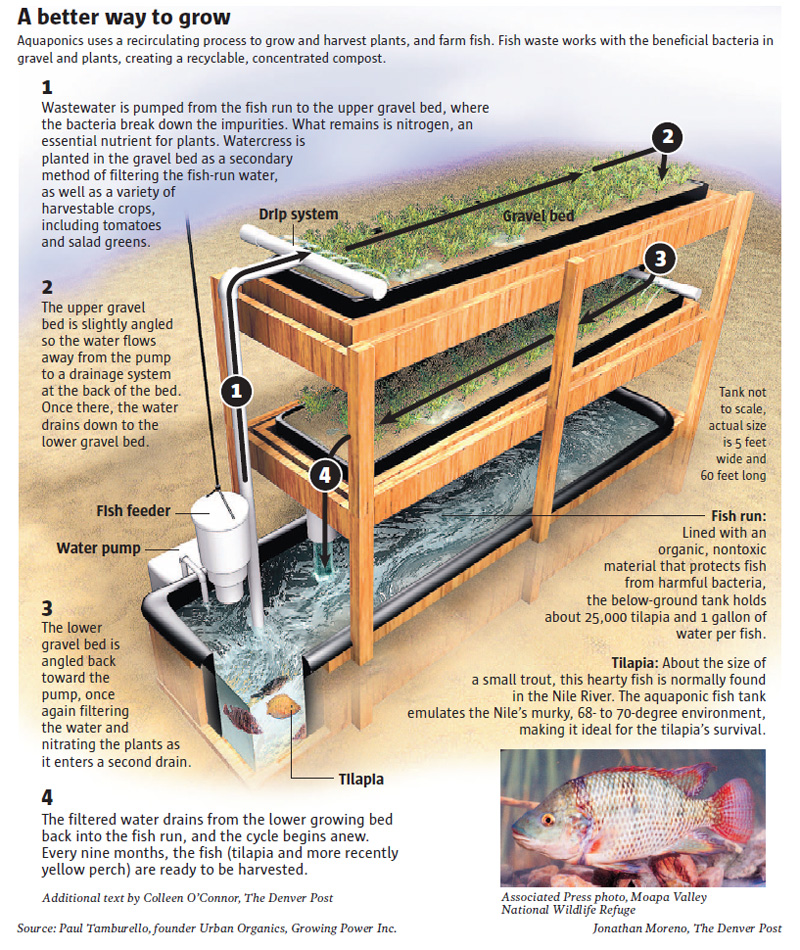 A better way to grow
Aquaponics uses a recirculating process to grow and harvest plants, and farm fish. Fish waste works with the beneficial bacteria in
gravel and plants, creating a recyclable, concentrated compost.
1
Wastewater is pumped from the fish run to the upper gravel bed, where
the bacteria break down the impurities. What remains is nitrogen, an
essential nutrient for plants. Watercress is
planted in the gravel bed as a secondary
method of filtering the fish-run water,
as well as a variety of
harvestable crops,
including tomatoes
and salad greens.
Drip system
Gravel bed
2
3
2
The upper gravel
bed is slightly angled
so the water flows
away from the pump
to a drainage system
at the back of the bed.
Once there, the water
drains down to the
lower gravel bed.
1
4
Tank not
to scale,
actual size
is 5 feet
wide and
60 feet long
Fish feeder
Water pump
Fish run:
Lined with an
organic, nontoxic
material that protects fish
from harmful bacteria,
the below-ground tank holds
about 25,000 tilapia and 1 gallon of
water per fish.
3
The lower
gravel bed is
angled back
toward the
pump, once
again filtering
the water and
nitrating the plants as
it enters a second drain.
Tilapia: About the size of
a small trout, this hearty fish is normally found
in the Nile River. The aquaponic fish tank
emulates the Nile's murky, 68- to 70-degree environment,
making it ideal for the tilapia's survival.
Tilapia
4
The filtered water drains from the lower growing bed
back into the fish run, and the cycle begins anew.
Every nine months, the fish (tilapia and more recently
yellow perch) are ready to be harvested.
Additional text by Colleen O'Connor, The Denver Post
Associated Press photo, Moapa Valley
National Wildlife Refuge
Source: Paul Tamburello, founder Urban Organics, Growing Power Inc.
Jonathan Moreno, The Denver Post